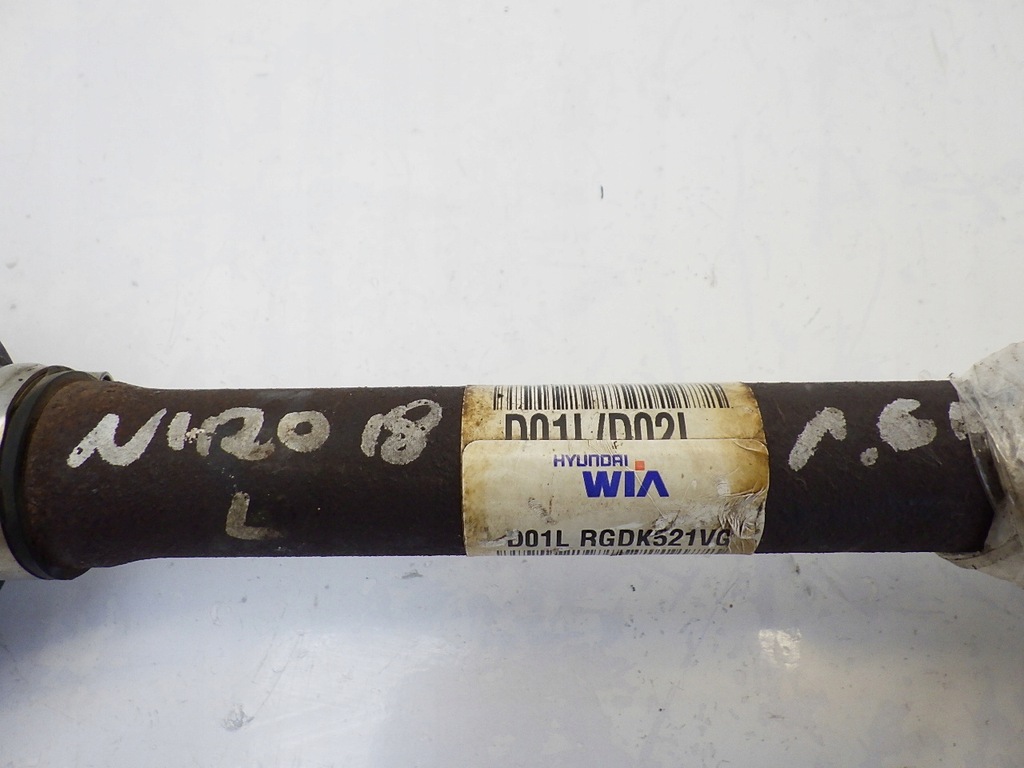 NIRO 18
L
D01L/D02L
HYUNDAI
WIA
D01L RGDK521VG